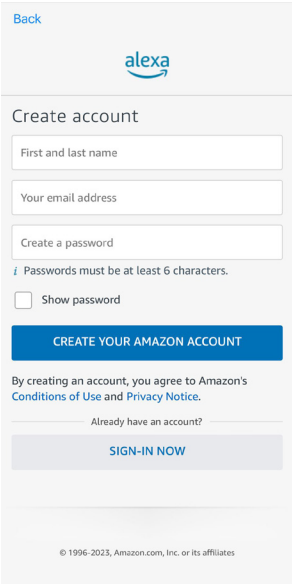 Back
alexa
Create account
First and last name
Your email address
Create a password
i Passwords must be at least 6 characters.
Show password
CREATE YOUR AMAZON ACCOUNT
By creating an account, you agree to Amazon's
Conditions of Use and Privacy Notice.
Already have an account?
SIGN-IN NOW
© 1996-2023, Amazon.com, Inc. or its affiliates